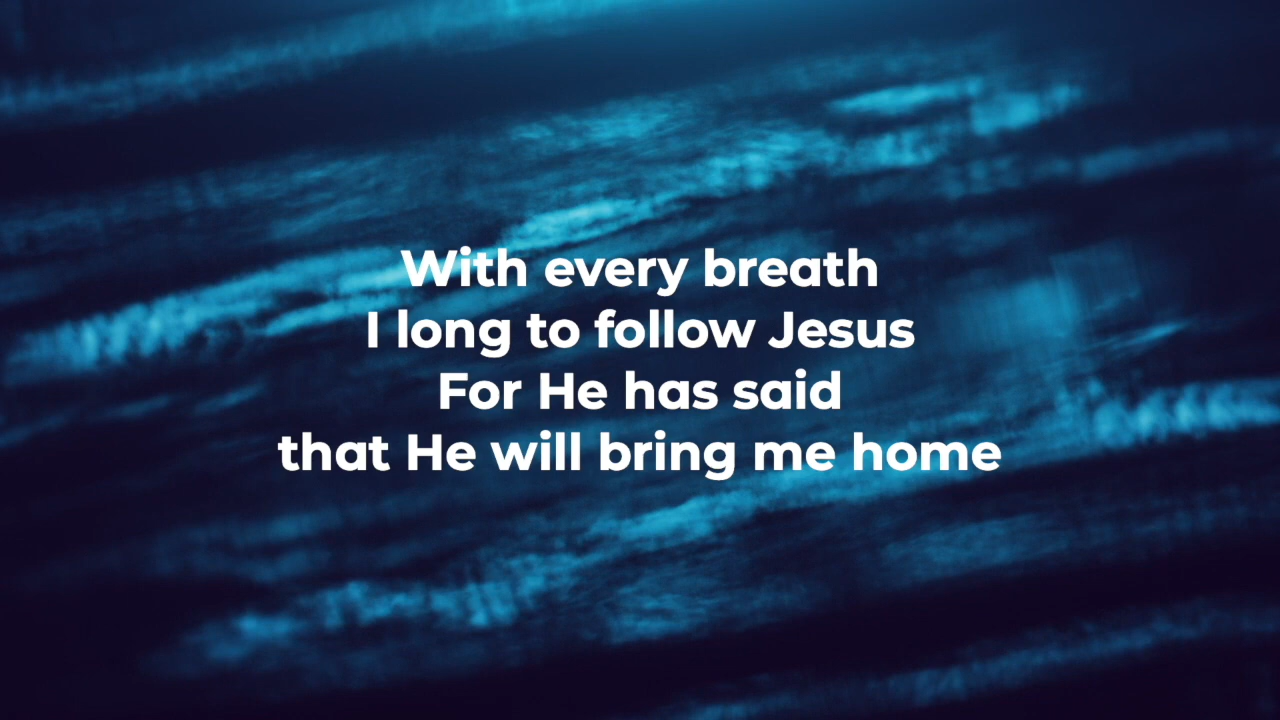 With every breath
I long to follow Jesus
For He has said
that He will bring me home